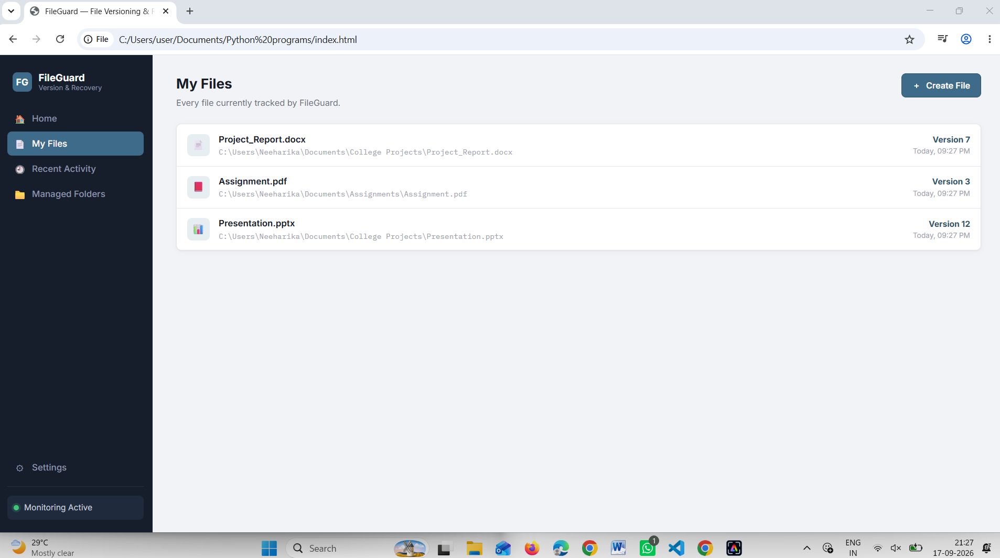 FileGuard — File Versioning &
File
C:/Users/user/Documents/Python%20programs/index.html
FG
FileGuard
Version & Recovery
Home
My Files
Recent Activity
Managed Folders
Settings
Monitoring Active
My Files
Every file currently tracked by FileGuard.
+ Create File
Project_Report.docx
C:\Users\Neeharika\Documents\College Projects\Project_Report.docx
Version 7
Today, 09:27 PM
Assignment.pdf
C:\Users\Neeharika\Documents\Assignments\Assignment.pdf
Version 3
Today, 09:27 PM
Presentation.pptx
C:\Users\Neeharika\Documents\College Projects\Presentation.pptx
Version 12
Today, 09:27 PM
29°C
Mostly clear
Search
1
ENG
IN
21:27
17-09-2026